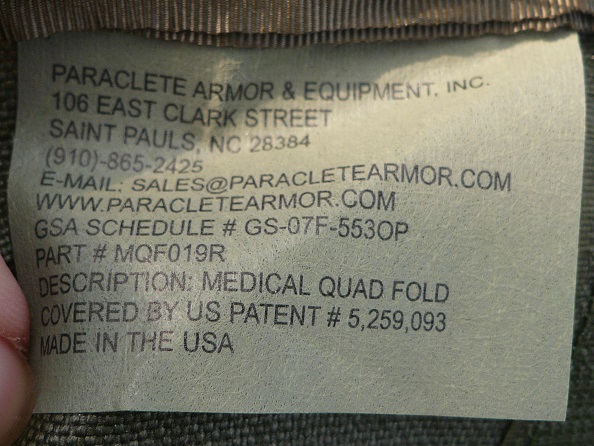 PARACLETE ARMOR & EQUIPMENT, INC.
106 EAST CLARK STREET
SAINT PAULS, NC 28384
(910)-865-2425
E-MAIL: SALES@PARACLETEARMOR.COM
WWW.PARACLETEARMOR.COM
GSA SCHEDULE # GS-07F-5530P
PART # MQF019R
DESCRIPTION: MEDICAL QUAD FOLD
COVERED BY US PATENT # 5,259,093
MADE IN THE USA